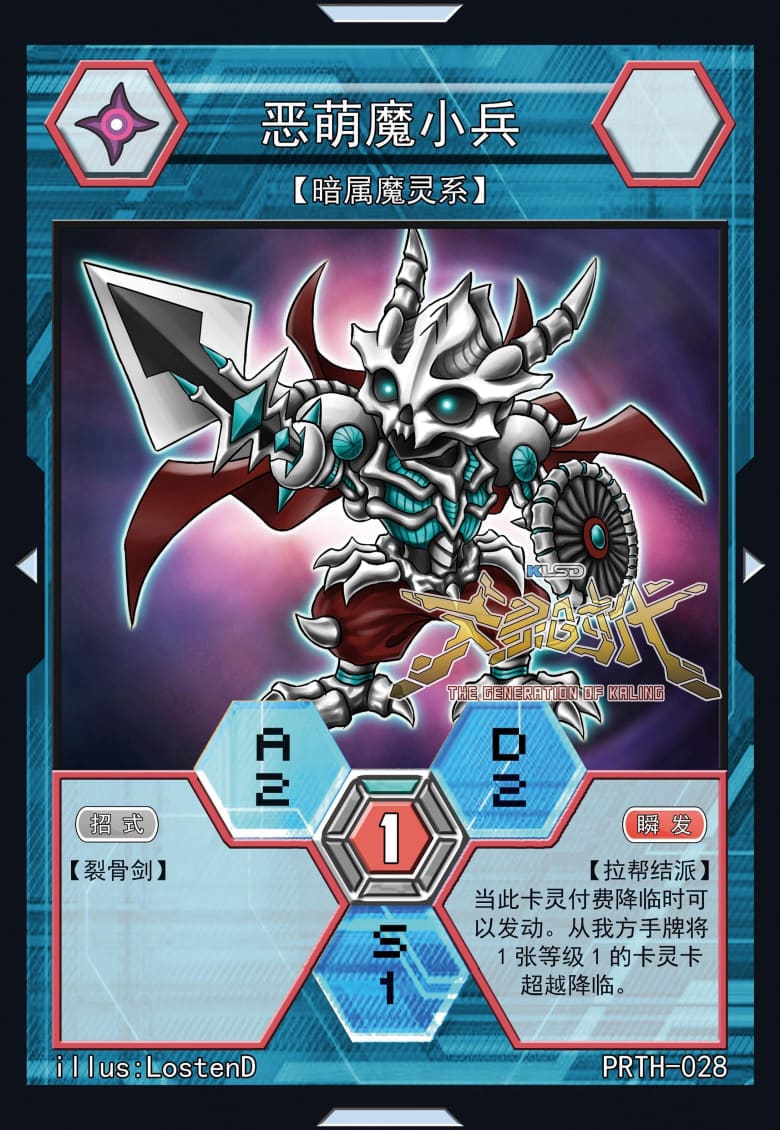 恶萌魔小兵
【暗属魔灵系】
KLSD
卡灵时代
THE GENERATION OF KALING
A
2
D
2
1
S
1
招式
【裂骨剑】
瞬发
【拉帮结派】
当此卡灵付费降临时可
以发动。从我方手牌将
1张等级1的卡灵卡
超越降临。
illus:LostenD
PRTH-028